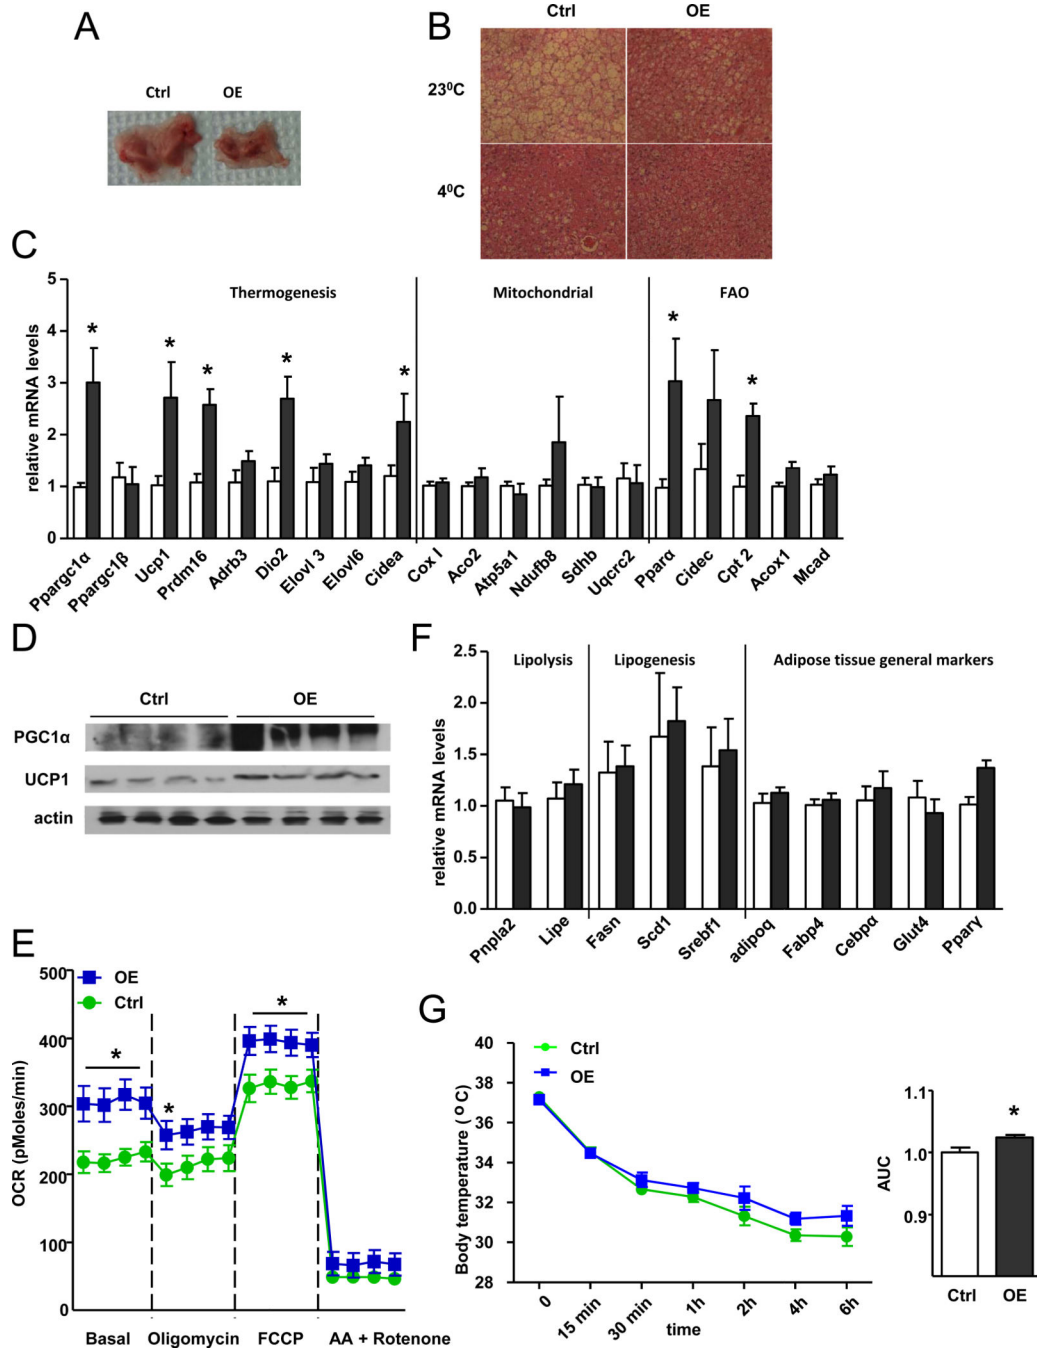 A
Ctrl OE
B
Ctrl OE
23⁰C
4⁰C
C
relative mRNA levels
5
4
3
2
1
0
Thermogenesis Mitochondrial FAO
* * * * * * *
Ppargc1α Ppargc1β Ucp1 Prdm16 Adrb3 Dio2 Elovl 3 Elovl6 Cidea Cox I Aco2 Atp5a1 Ndufb8 Sdhb Uqcrc2 Pparα Cidec Cpt 2 Acox1 Mcad
D
Ctrl OE
PGC1α
UCP1
actin
F
relative mRNA levels
2.5
2.0
1.5
1.0
0.5
0.0
Lipolysis Lipogenesis Adipose tissue general markers
Pnpla2 Lipe Fasn Scd1 Srebf1 adipoq Fabp4 Cebpα Glut4 Pparγ
E
OCR (pMoles/min)
500
400
300
200
100
0
OE
Ctrl
* * *
Basal Oligomycin FCCP AA + Rotenone
G
Body temperature (⁰C)
40
38
36
34
32
30
28
Ctrl
OE
0 15 min 30 min 1h 2h 4h 6h
time
AUC
1.1
1.0
0.9
*
Ctrl OE